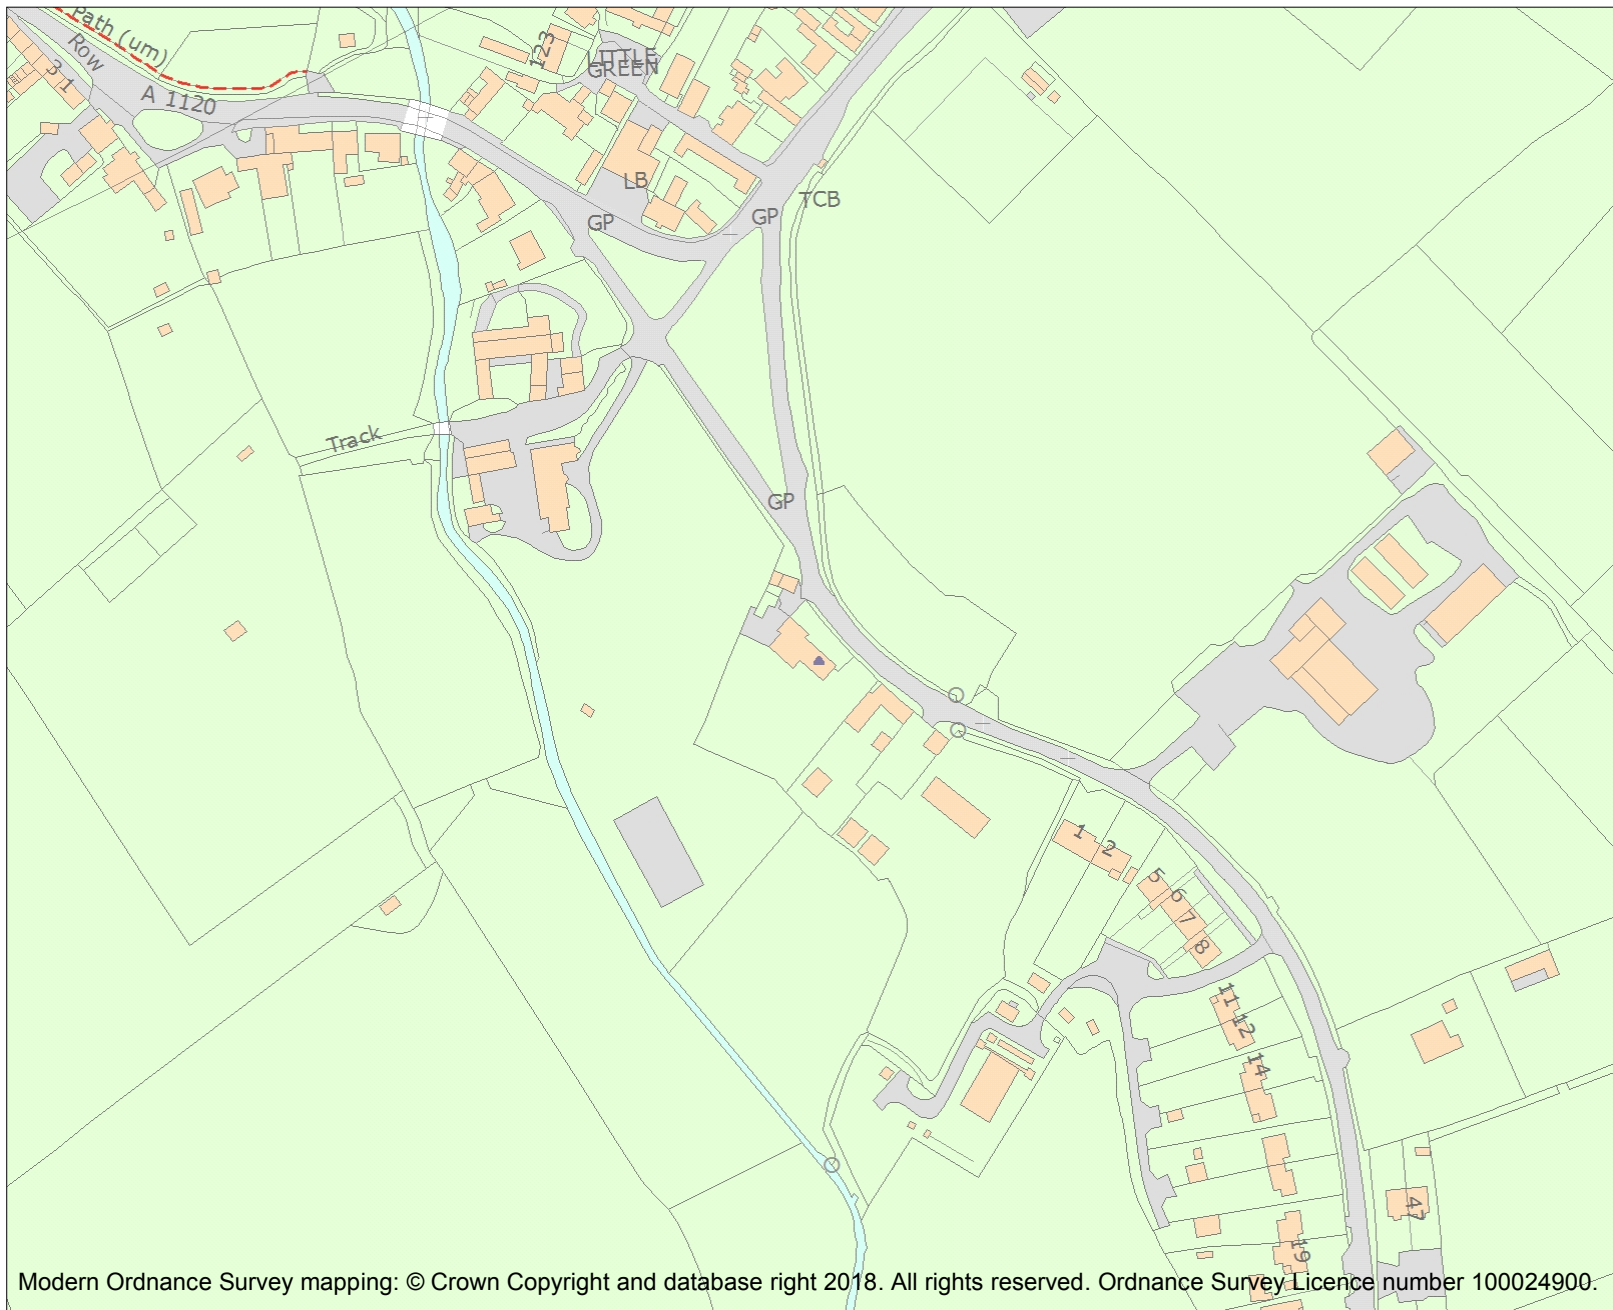 Path (um)
Row
3 1
A 1120
123
LITTLE
GREEN
LB
GP
GP
TCB
Track
GP
1
2
5
6
7
8
11
12
14
47
19
Modern Ordnance Survey mapping: © Crown Copyright and database right 2018. All rights reserved. Ordnance Survey Licence number 100024900.